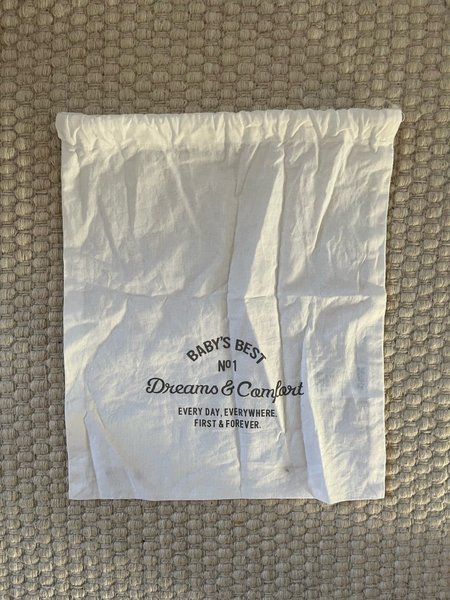 BABY'S BEST
Nº1
Dreams & Comfort
EVERY DAY, EVERYWHERE,
FIRST & FOREVER.